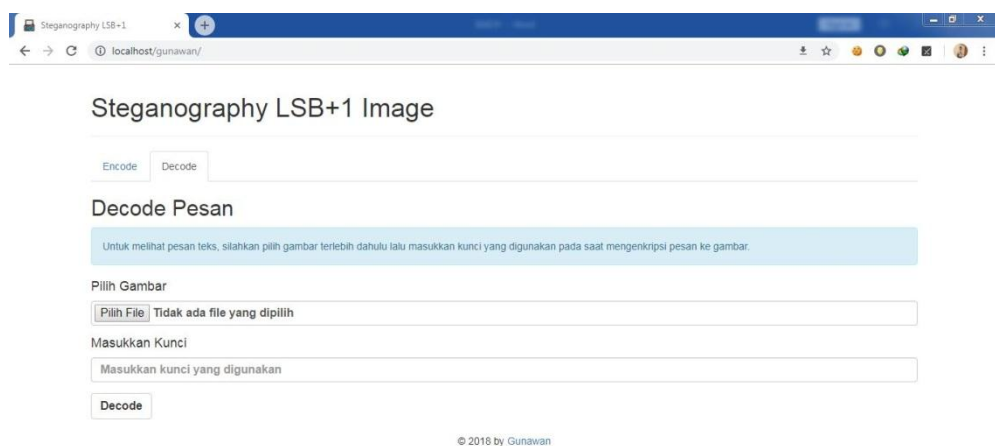 Steganography LSB+1
localhost/gunawan/
Steganography LSB+1 Image
Encode Decode
Decode Pesan
Untuk melihat pesan teks, silahkan pilih gambar terlebih dahulu lalu masukkan kunci yang digunakan pada saat mengenkripsi pesan ke gambar.
Pilih Gambar
Pilih File Tidak ada file yang dipilih
Masukkan Kunci
Masukkan kunci yang digunakan
Decode
© 2018 by Gunawan